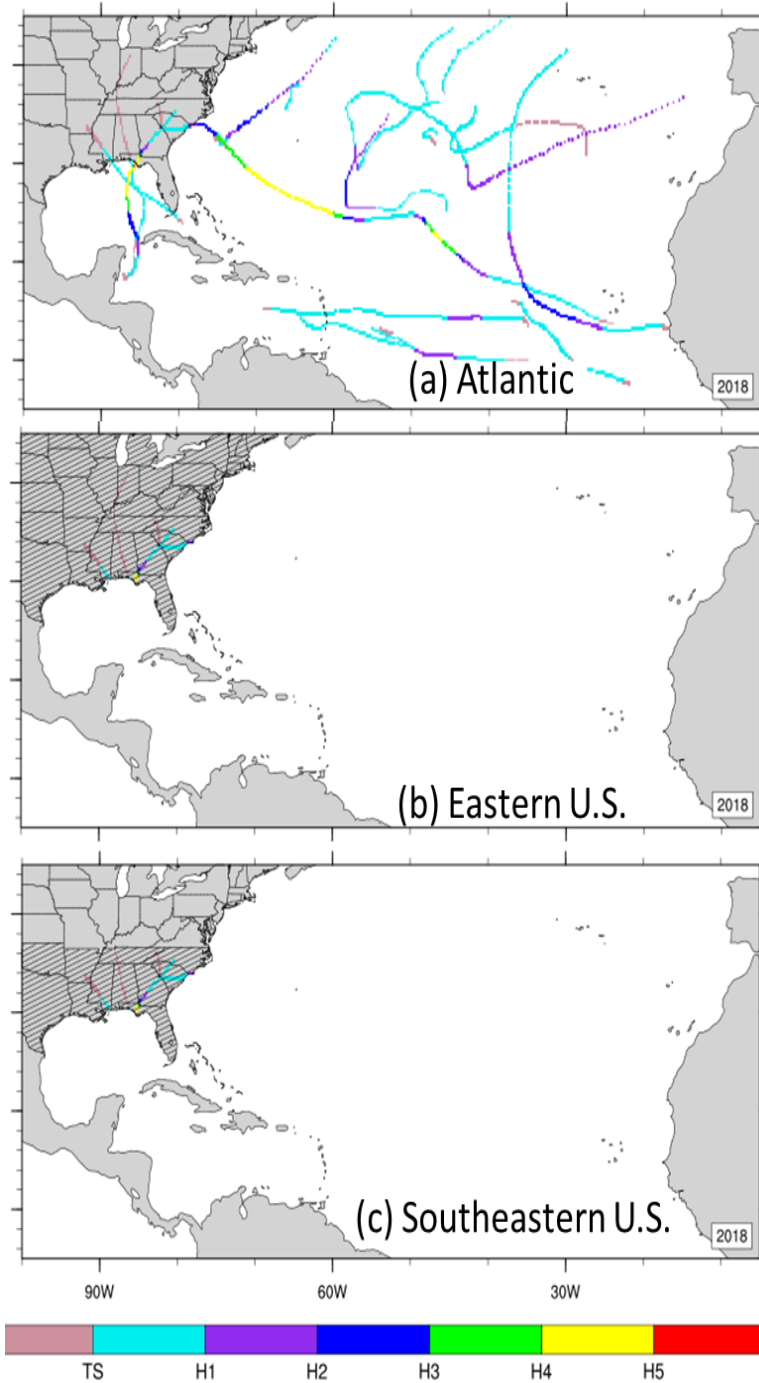 (a) Atlantic
2018
(b) Eastern U.S.
2018
(c) Southeastern U.S.
2018
90W 60W 30W
TS H1 H2 H3 H4 H5